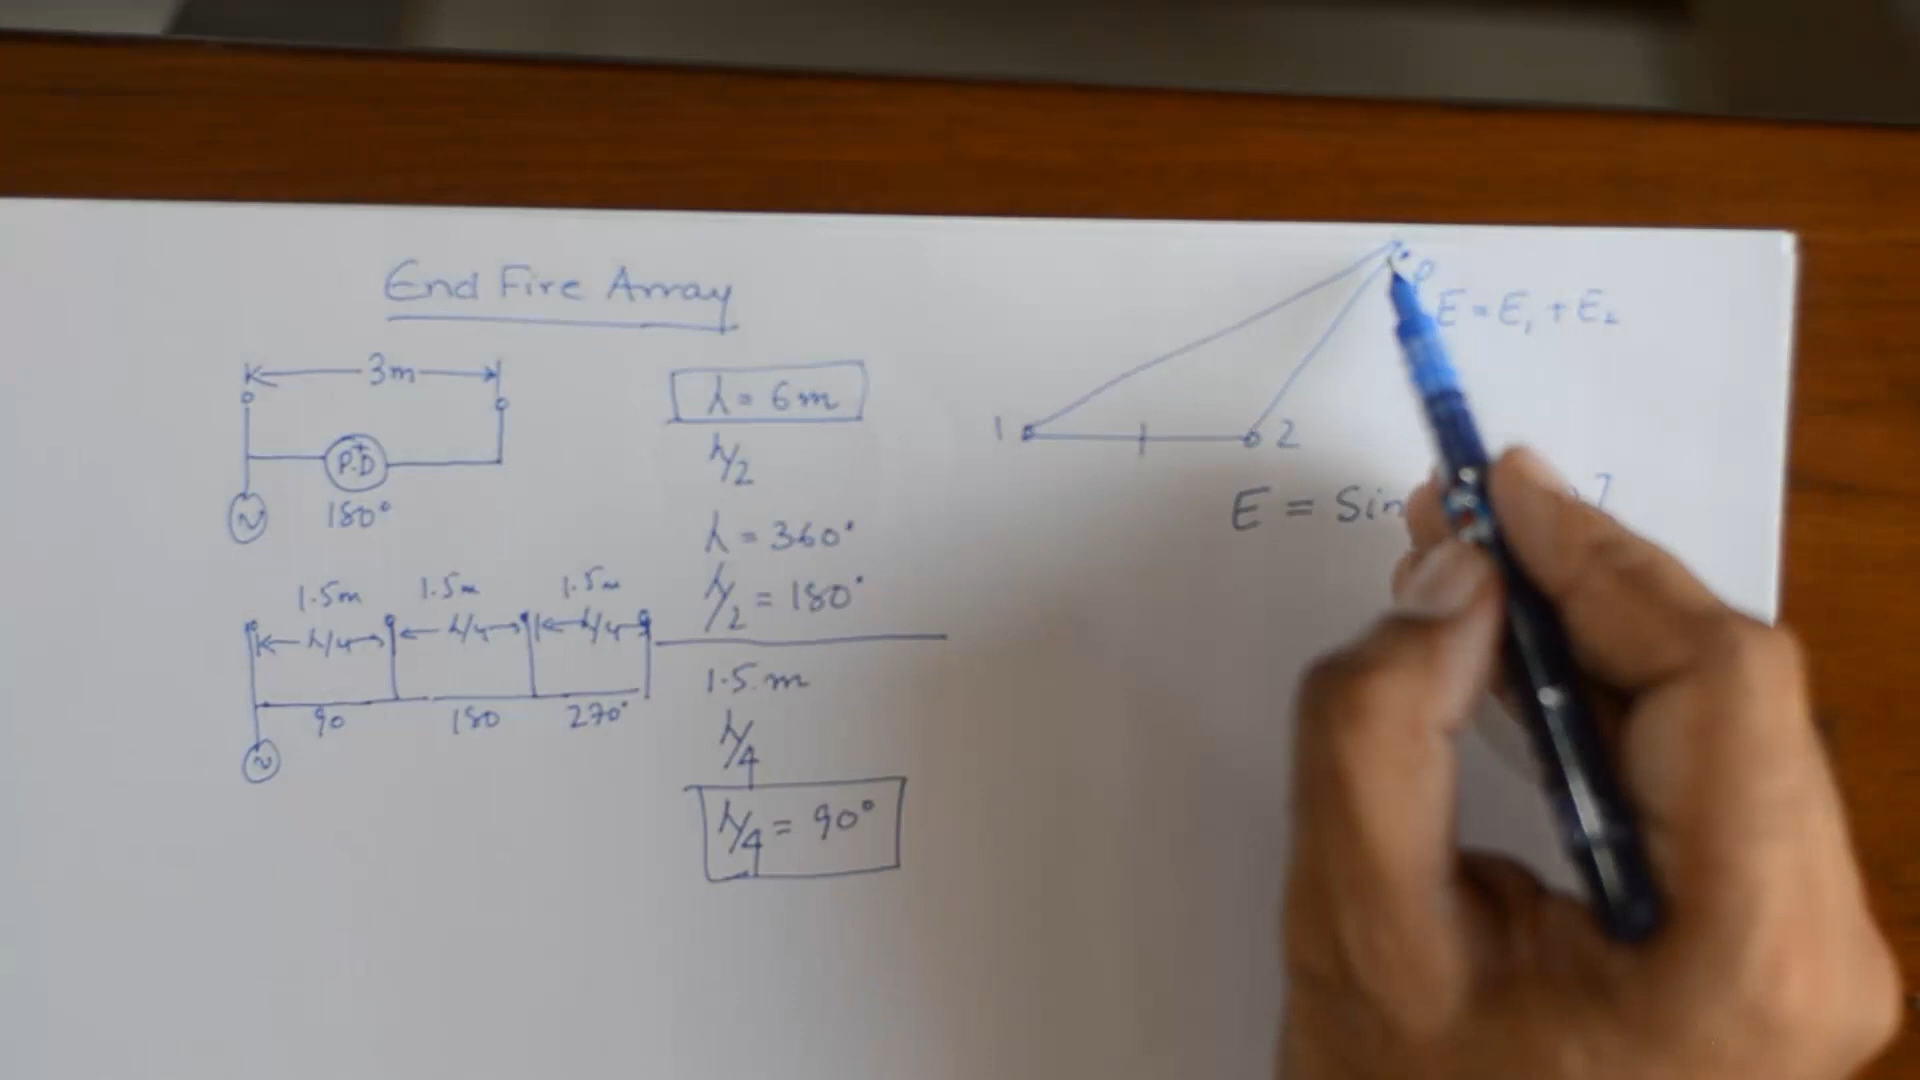 End Fire Array
3m
P.D
180°
λ = 6m
λ/2
λ = 360°
λ/2 = 180°
1.5m 1.5m 1.5m
λ/4 λ/4 λ/4
90 180 270°
1.5 m
λ/4
λ/4 = 90°
P
E = E₁ + E₂
1 2
E = Sin